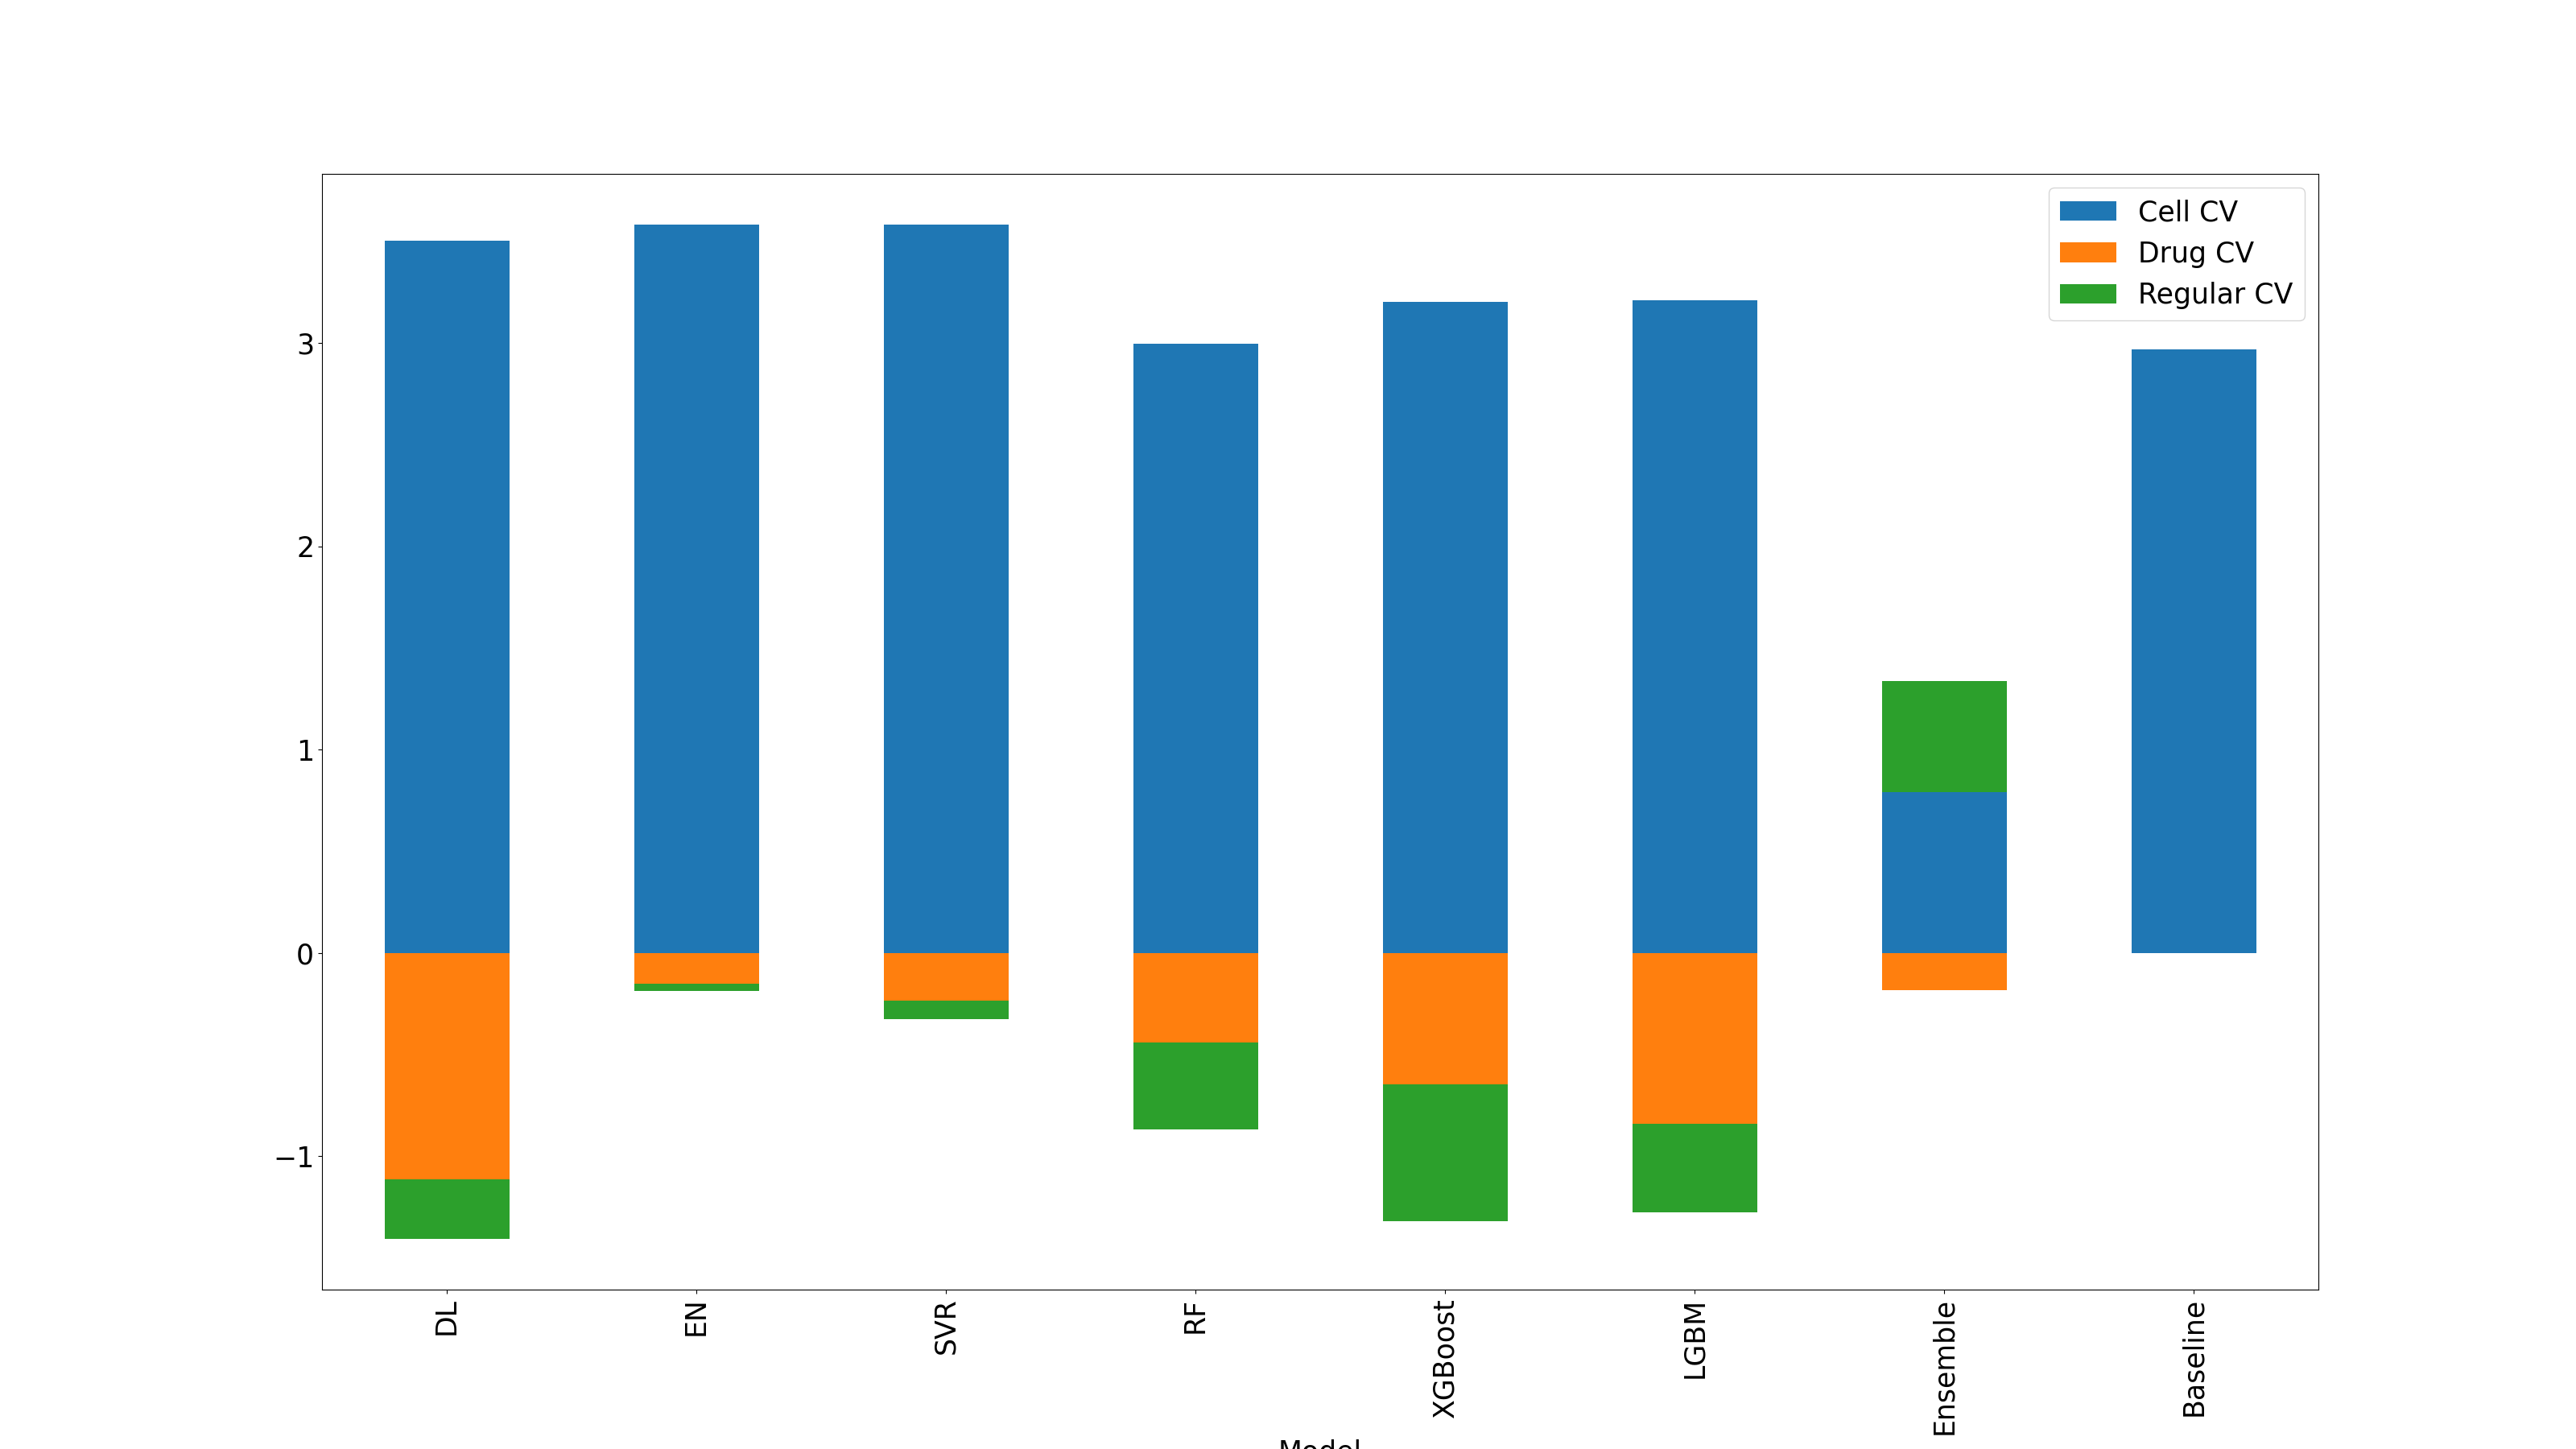 Cell CV
Drug CV
Regular CV
3
2
1
0
−1
DL
EN
SVR
RF
XGBoost
LGBM
Ensemble
Baseline
Model